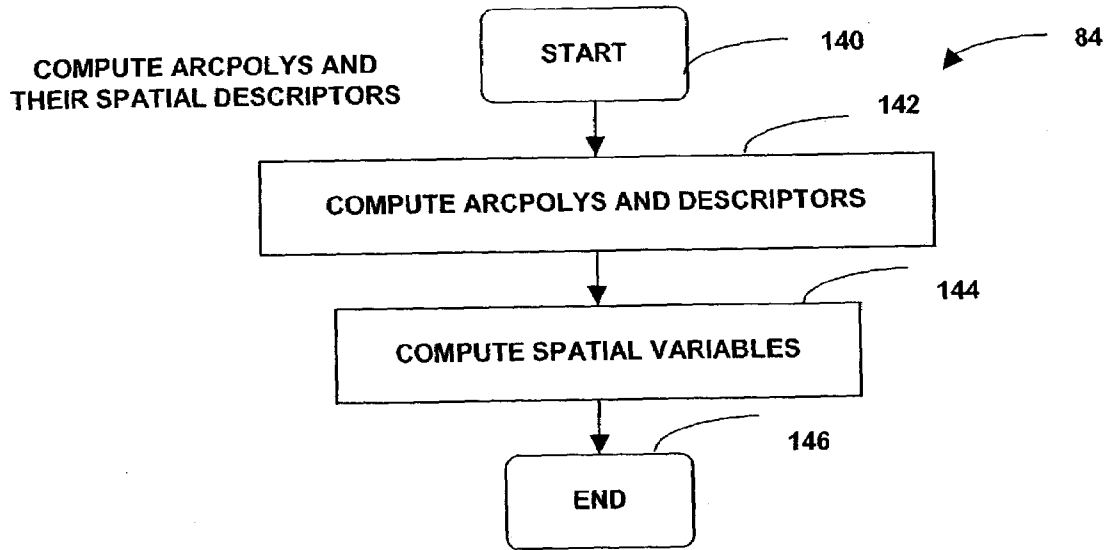 COMPUTE ARCPOLYS AND
THEIR SPATIAL DESCRIPTORS
START
140
84
142
COMPUTE ARCPOLYS AND DESCRIPTORS
144
COMPUTE SPATIAL VARIABLES
146
END